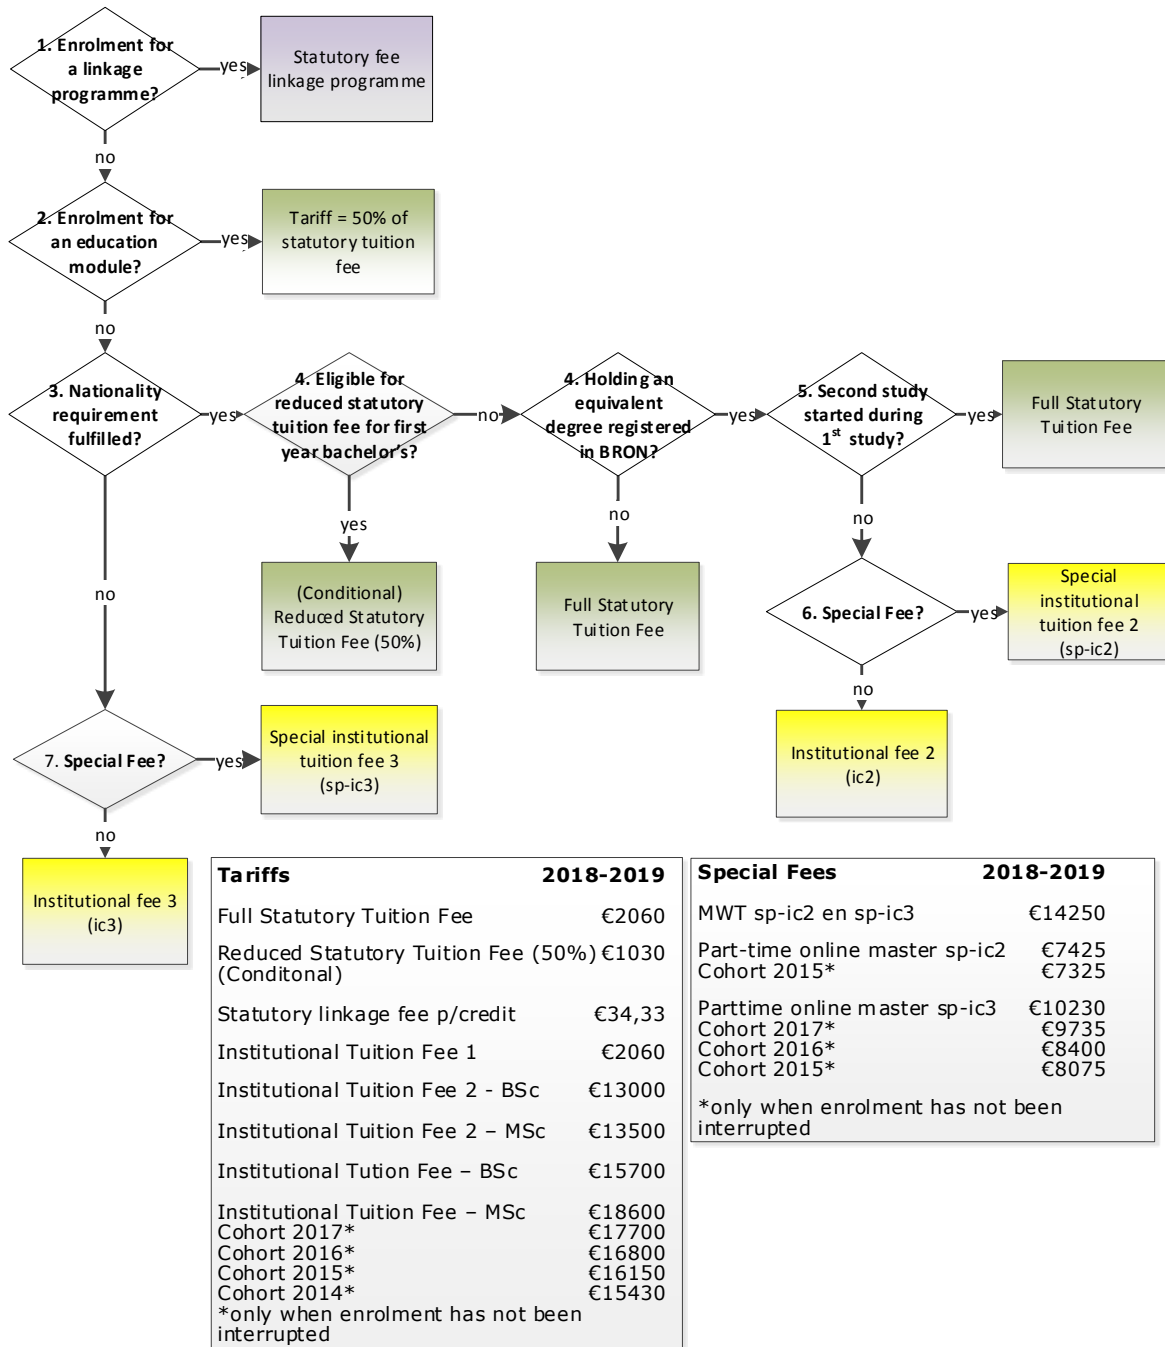 1. Enrolment for
a linkage
programme?
yes
Statutory fee
linkage programme
no
2. Enrolment for
an education
module?
yes
Tariff = 50% of
statutory tuition
fee
no
3. Nationality
requirement
fulfilled?
yes
4. Eligible for
reduced statutory
tuition fee for first
year bachelor's?
no
4. Holding an
equivalent
degree registered
in BRON?
yes
5. Second study
started during
1st study?
yes
Full Statutory
Tuition Fee
no
yes
(Conditional)
Reduced Statutory
Tuition Fee (50%)
no
Full Statutory
Tuition Fee
no
6. Special Fee?
yes
Special
institutional
tuition fee 2
(sp-ic2)
no
Institutional fee 2
(ic2)
7. Special Fee?
yes
Special institutional
tuition fee 3
(sp-ic3)
no
Institutional fee 3
(ic3)
Tariffs 2018-2019
Full Statutory Tuition Fee €2060
Reduced Statutory Tuition Fee (50%) €1030
(Conditonal)
Statutory linkage fee p/credit €34,33
Institutional Tuition Fee 1 €2060
Institutional Tuition Fee 2 - BSc €13000
Institutional Tuition Fee 2 – MSc €13500
Institutional Tution Fee – BSc €15700
Institutional Tuition Fee – MSc €18600
Cohort 2017* €17700
Cohort 2016* €16800
Cohort 2015* €16150
Cohort 2014* €15430
*only when enrolment has not been
interrupted
Special Fees 2018-2019
MWT sp-ic2 en sp-ic3 €14250
Part-time online master sp-ic2 €7425
Cohort 2015* €7325
Parttime online master sp-ic3 €10230
Cohort 2017* €9735
Cohort 2016* €8400
Cohort 2015* €8075
*only when enrolment has not been
interrupted